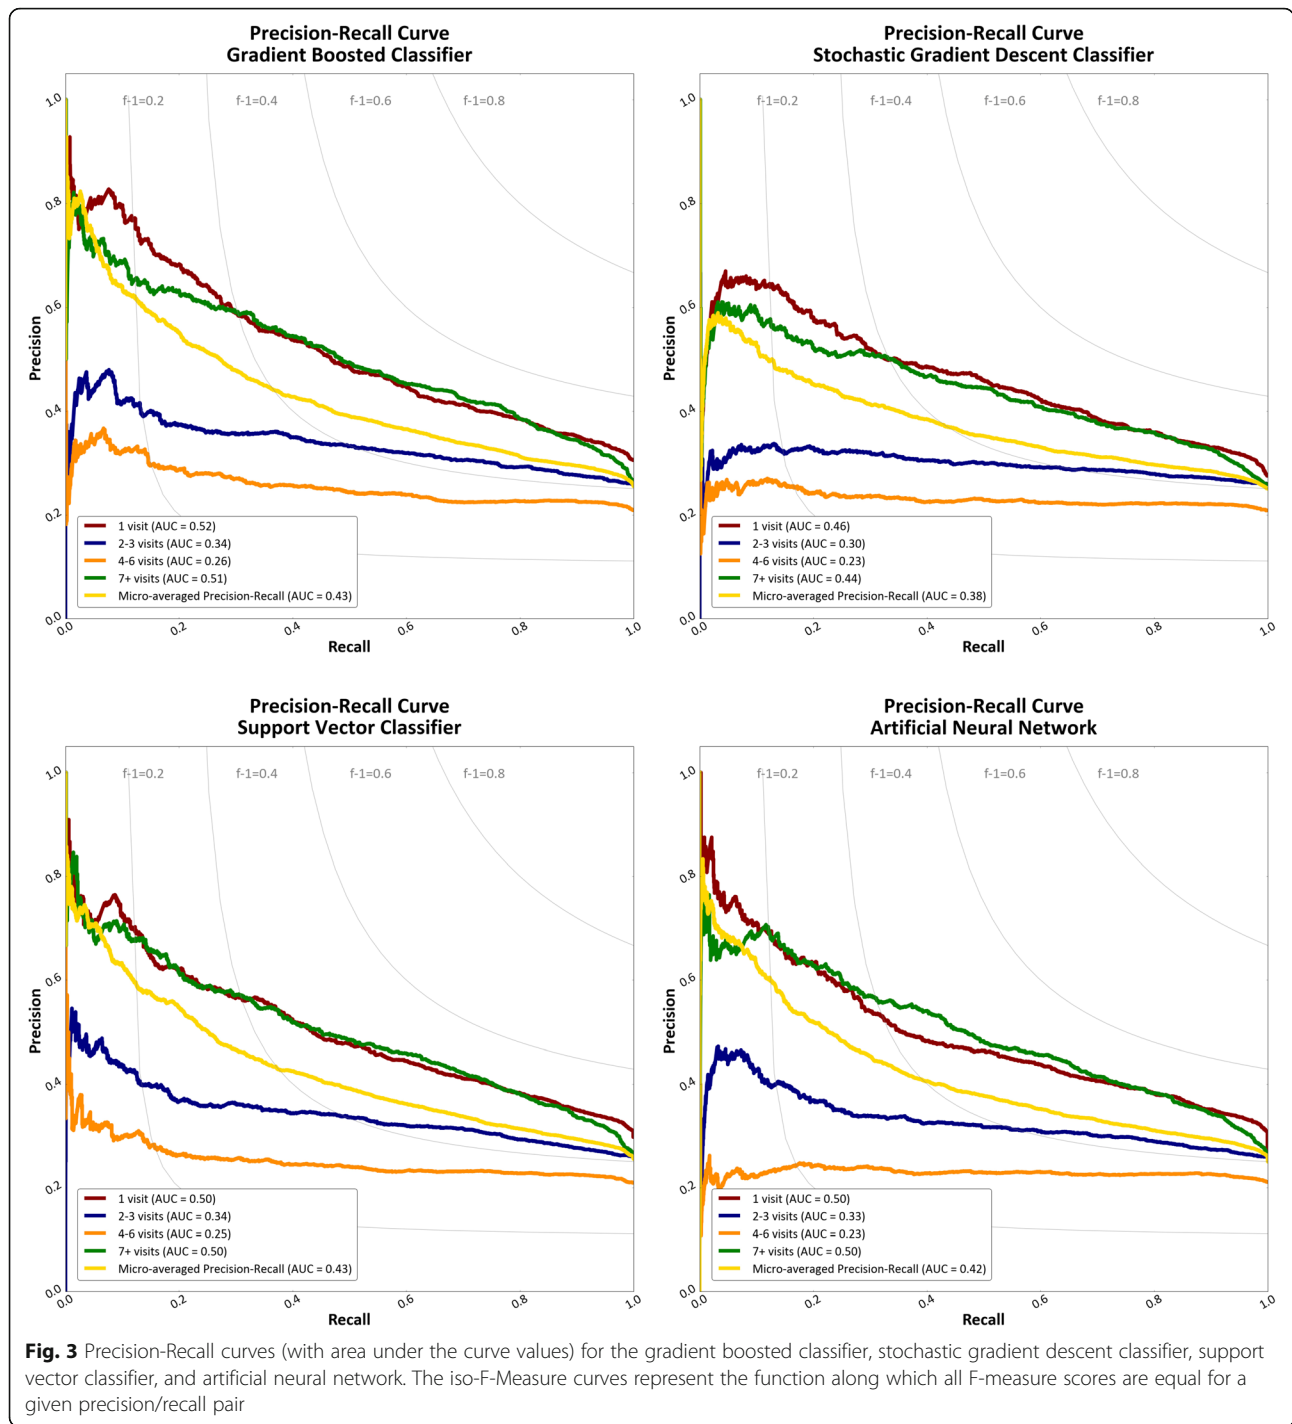 Precision-Recall Curve
Gradient Boosted Classifier
f-1=0.2
f-1=0.4
f-1=0.6
f-1=0.8
1.0
0.8
0.6
0.4
0.2
0.0
Precision
1 visit (AUC = 0.52)
2-3 visits (AUC = 0.34)
4-6 visits (AUC = 0.26)
7+ visits (AUC = 0.51)
Micro-averaged Precision-Recall (AUC = 0.43)
0.0 0.2 0.4 0.6 0.8 1.0
Recall
Precision-Recall Curve
Stochastic Gradient Descent Classifier
f-1=0.2
f-1=0.4
f-1=0.6
f-1=0.8
1.0
0.8
0.6
0.4
0.2
0.0
Precision
1 visit (AUC = 0.46)
2-3 visits (AUC = 0.30)
4-6 visits (AUC = 0.23)
7+ visits (AUC = 0.44)
Micro-averaged Precision-Recall (AUC = 0.38)
0.0 0.2 0.4 0.6 0.8 1.0
Recall
Precision-Recall Curve
Support Vector Classifier
f-1=0.2
f-1=0.4
f-1=0.6
f-1=0.8
1.0
0.8
0.6
0.4
0.2
0.0
Precision
1 visit (AUC = 0.50)
2-3 visits (AUC = 0.34)
4-6 visits (AUC = 0.25)
7+ visits (AUC = 0.50)
Micro-averaged Precision-Recall (AUC = 0.43)
0.0 0.2 0.4 0.6 0.8 1.0
Recall
Precision-Recall Curve
Artificial Neural Network
f-1=0.2
f-1=0.4
f-1=0.6
f-1=0.8
1.0
0.8
0.6
0.4
0.2
0.0
Precision
1 visit (AUC = 0.50)
2-3 visits (AUC = 0.33)
4-6 visits (AUC = 0.23)
7+ visits (AUC = 0.50)
Micro-averaged Precision-Recall (AUC = 0.42)
0.0 0.2 0.4 0.6 0.8 1.0
Recall
Fig. 3 Precision-Recall curves (with area under the curve values) for the gradient boosted classifier, stochastic gradient descent classifier, support
vector classifier, and artificial neural network. The iso-F-Measure curves represent the function along which all F-measure scores are equal for a
given precision/recall pair